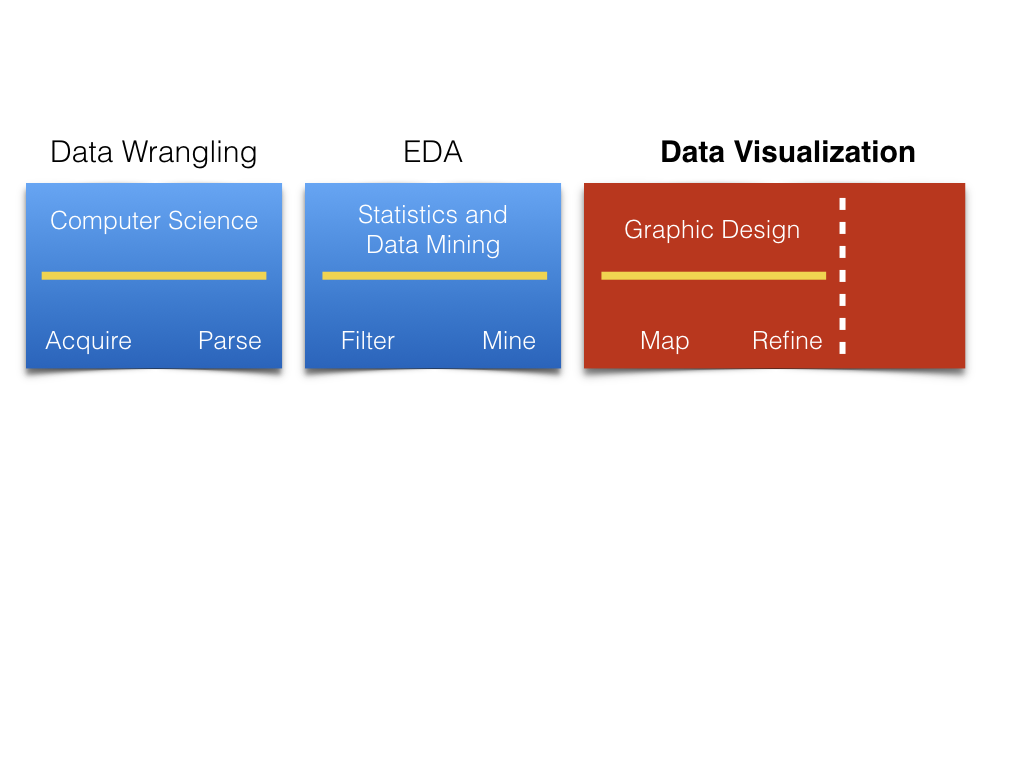 Data Wrangling
EDA
Data Visualization
Computer Science
Statistics and
Data Mining
Graphic Design
Acquire
Parse
Filter
Mine
Map
Refine